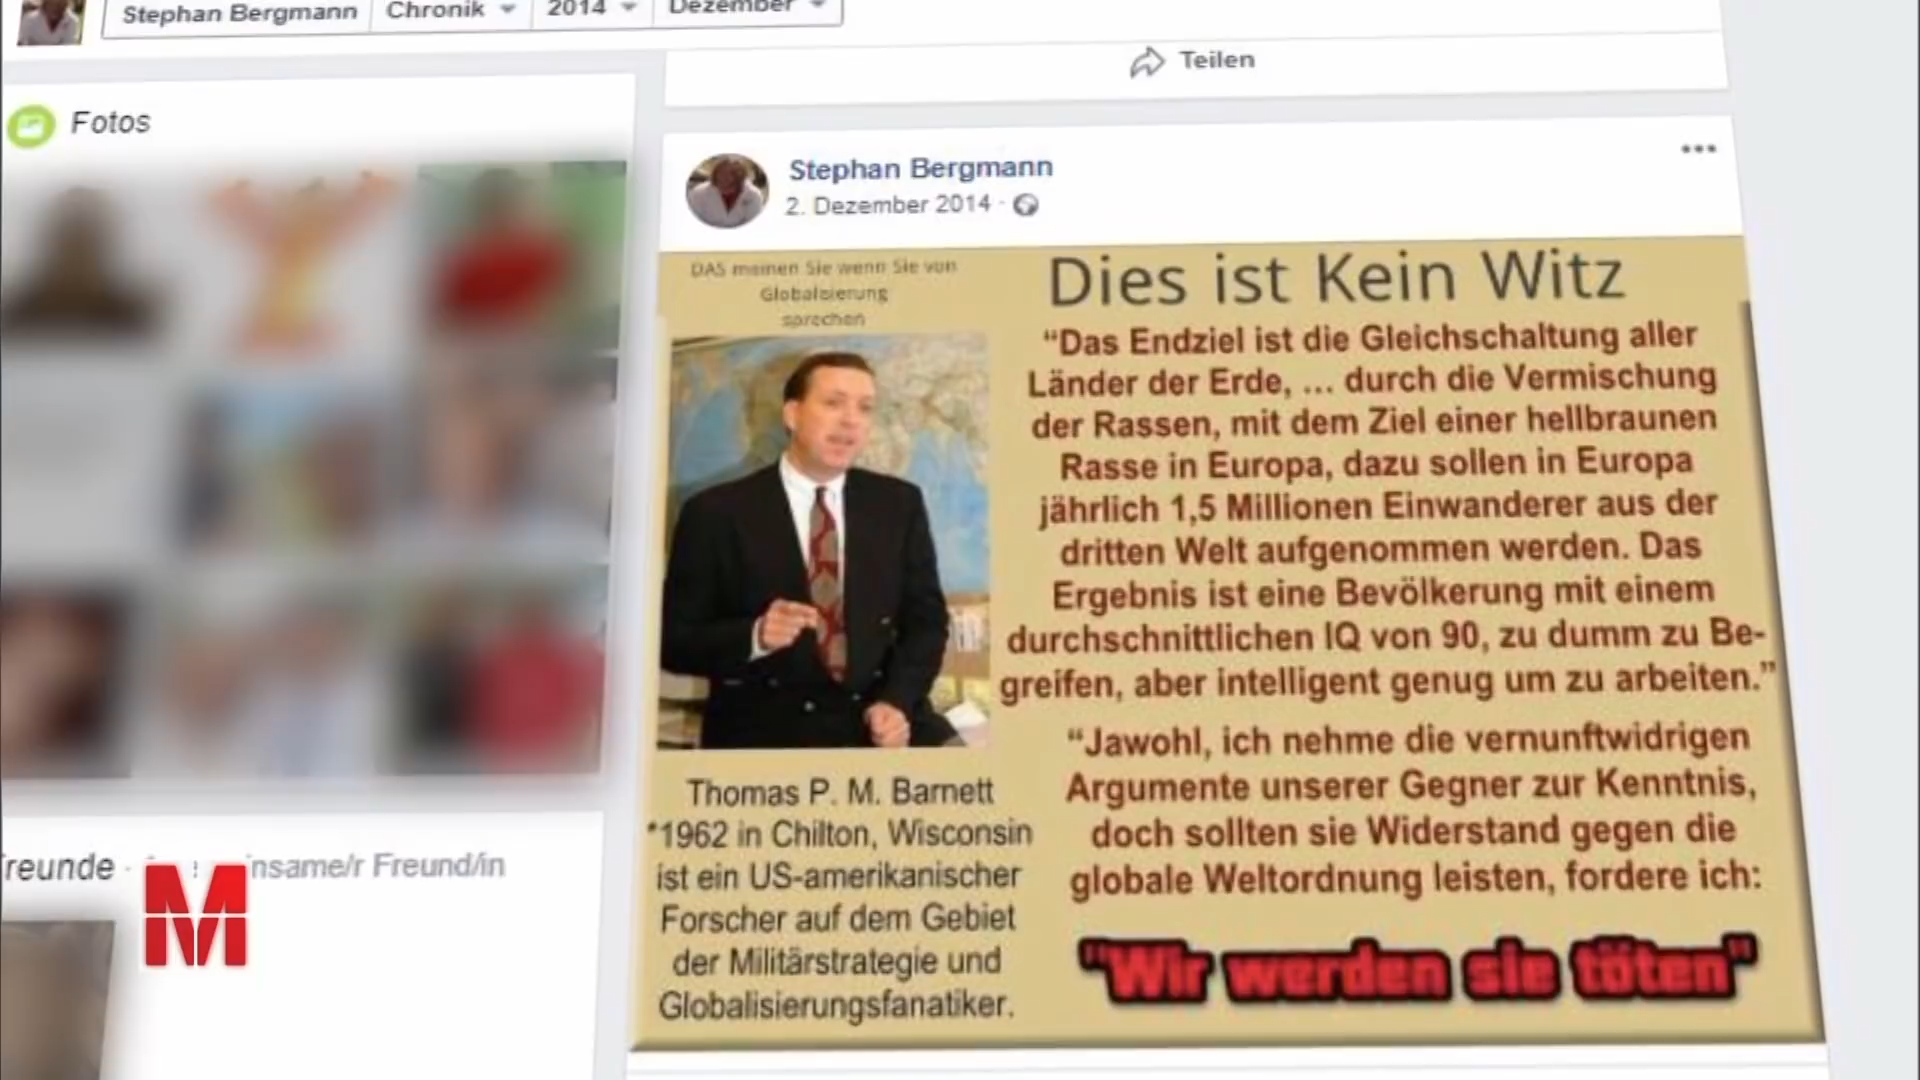 Stephan Bergmann
Chronik
2014
Dezember
Teilen
Fotos
Stephan Bergmann
2. Dezember 2014 ·
DAS meinen Sie wenn Sie von
Globalsierung
sprechen
Dies ist Kein Witz
“Das Endziel ist die Gleichschaltung aller
Länder der Erde, ... durch die Vermischung
der Rassen, mit dem Ziel einer hellbraunen
Rasse in Europa, dazu sollen in Europa
jährlich 1,5 Millionen Einwanderer aus der
dritten Welt aufgenommen werden. Das
Ergebnis ist eine Bevölkerung mit einem
durchschnittlichen IQ von 90, zu dumm zu Be-
greifen, aber intelligent genug um zu arbeiten.”
“Jawohl, ich nehme die vernunftwidrigen
Argumente unserer Gegner zur Kenntnis,
doch sollten sie Widerstand gegen die
globale Weltordnung leisten, fordere ich:
"Wir werden sie töten"
Thomas P. M. Barnett
*1962 in Chilton, Wisconsin
ist ein US-amerikanischer
Forscher auf dem Gebiet
der Militärstrategie und
Globalisierungsfanatiker.
reunde · nsame/r Freund/in
M